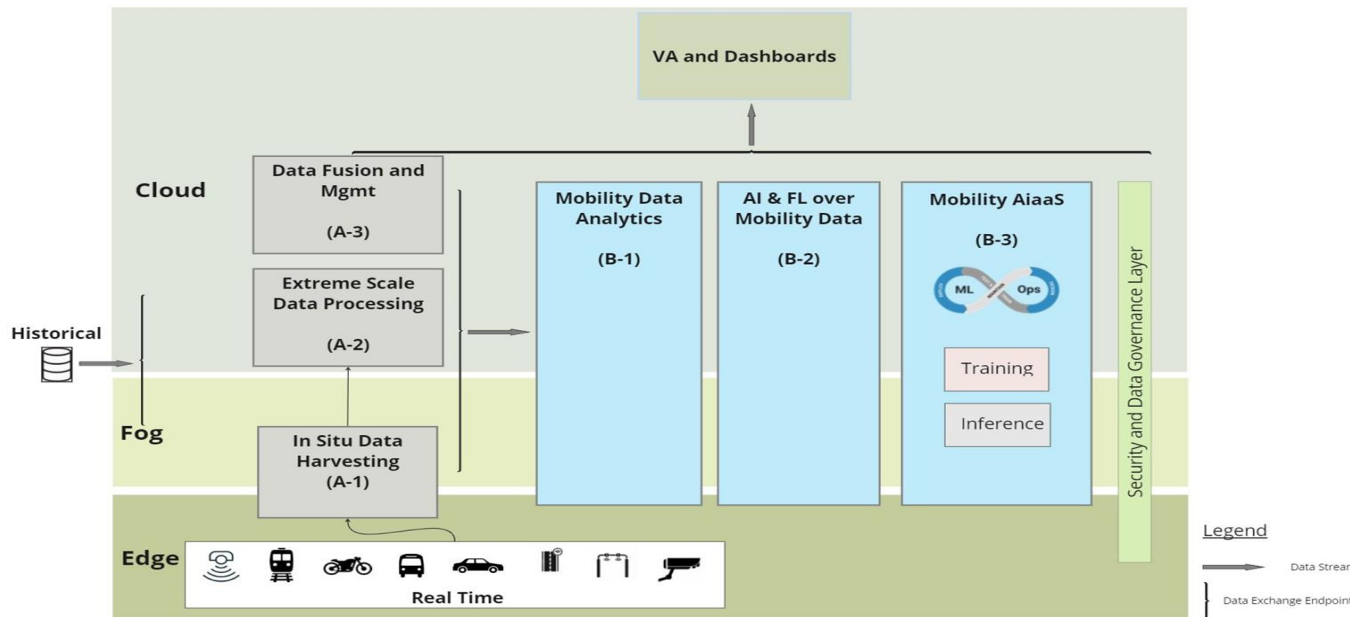 VA and Dashboards
Cloud
Data Fusion and
Mgmt
(A-3)
Extreme Scale
Data Processing
(A-2)
Mobility Data
Analytics
(B-1)
AI & FL over
Mobility Data
(B-2)
Mobility AiaaS
(B-3)
ML
Ops
Training
Inference
Security and Data Governance Layer
Historical
Fog
In Situ Data
Harvesting
(A-1)
Edge
Real Time
Legend
Data Stream
Data Exchange Endpoint